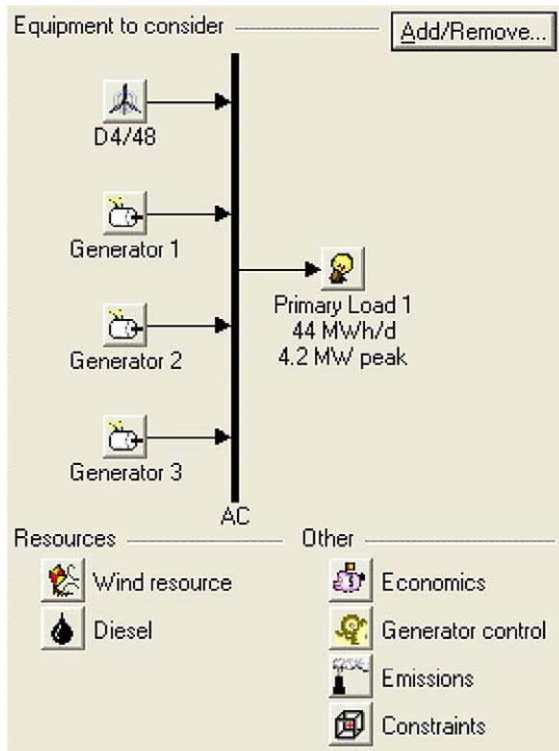 Equipment to consider
Add/Remove...
D4/48
Generator 1
Generator 2
Generator 3
Primary Load 1
44 MWh/d
4.2 MW peak
AC
Resources
Wind resource
Diesel
Other
Economics
Generator control
Emissions
Constraints